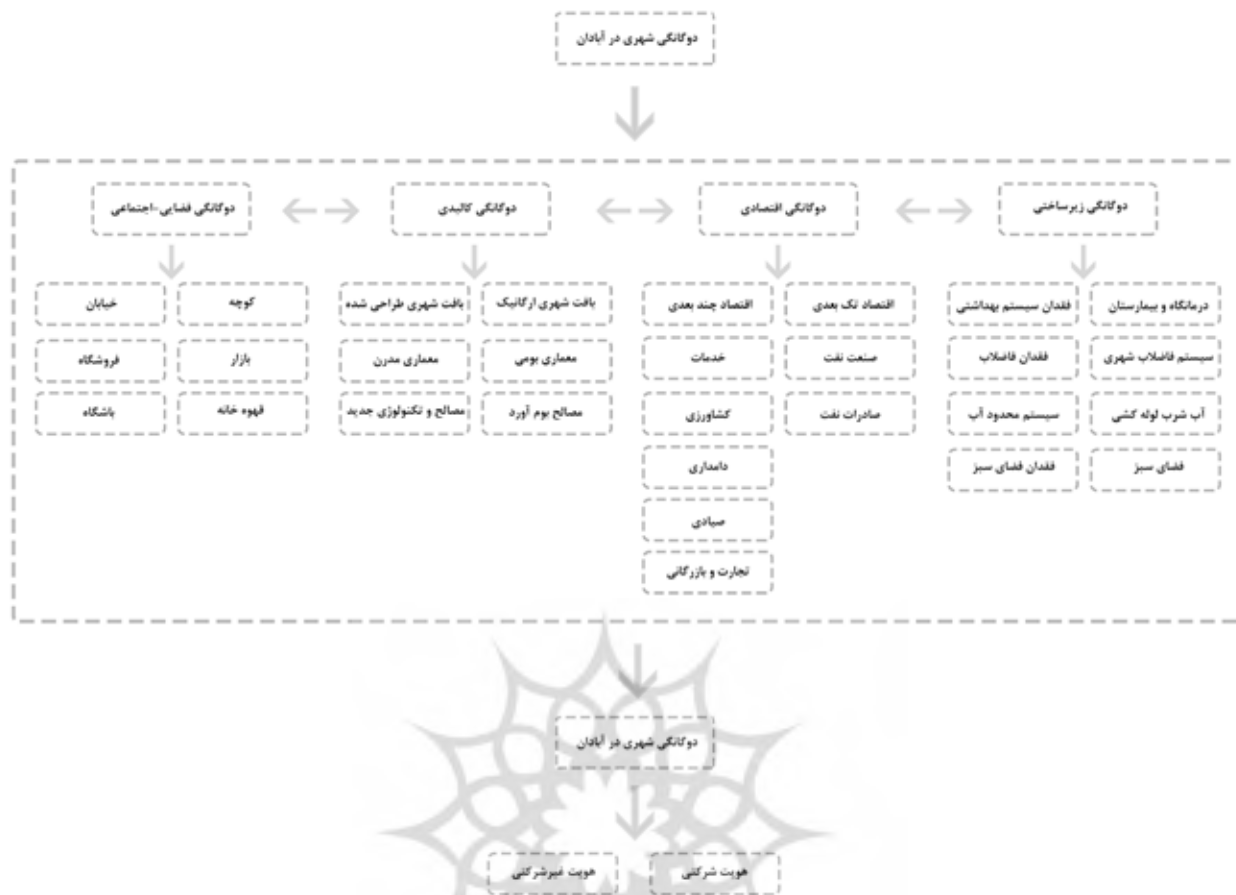 دوگانگی شهری در آبادان
دوگانگی زیرساختی
دوگانگی اقتصادی
دوگانگی کالبدی
دوگانگی فضایی-اجتماعی
درمانگاه و بیمارستان
فقدان سیستم بهداشتی
سیستم فاضلاب شهری
فقدان فاضلاب
آب شرب لوله کشی
سیستم محدود آب
فضای سبز
فقدان فضای سبز
اقتصاد تک بعدی
اقتصاد چند بعدی
صنعت نفت
خدمات
صادرات نفت
کشاورزی
دامداری
صیادی
تجارت و بازرگانی
بافت شهری ارگانیک
بافت شهری طراحی شده
معماری بومی
معماری مدرن
مصالح بوم آورد
مصالح و تکنولوژی جدید
کوچه
خیابان
بازار
فروشگاه
قهوه خانه
باشگاه
دوگانگی شهری در آبادان
هویت شرکتی
هویت غیرشرکتی